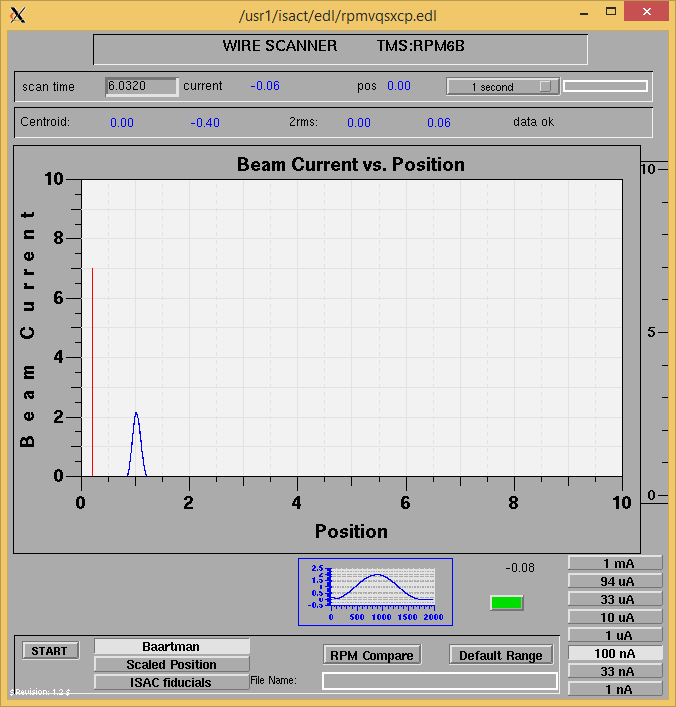 /usr1/isact/edl/rpmvqsxcp.edl
WIRE SCANNER TMS:RPM6B
scan time 6.0320 current -0.06 pos 0.00 1 second
Centroid: 0.00 -0.40 2rms: 0.00 0.06 data ok
Beam Current vs. Position
10
8
6
4
2
0
Beam Current
0 2 4 6 8 10
Position
10
5
0
2.5
1.5
0.5
-0.5
0 500 1000 1500 2000
-0.08
1 mA
94 uA
33 uA
10 uA
1 uA
100 nA
33 nA
1 nA
START
Baartman
Scaled Position
ISAC fiducials
RPM Compare
Default Range
File Name:
$Revision: 1.2 $